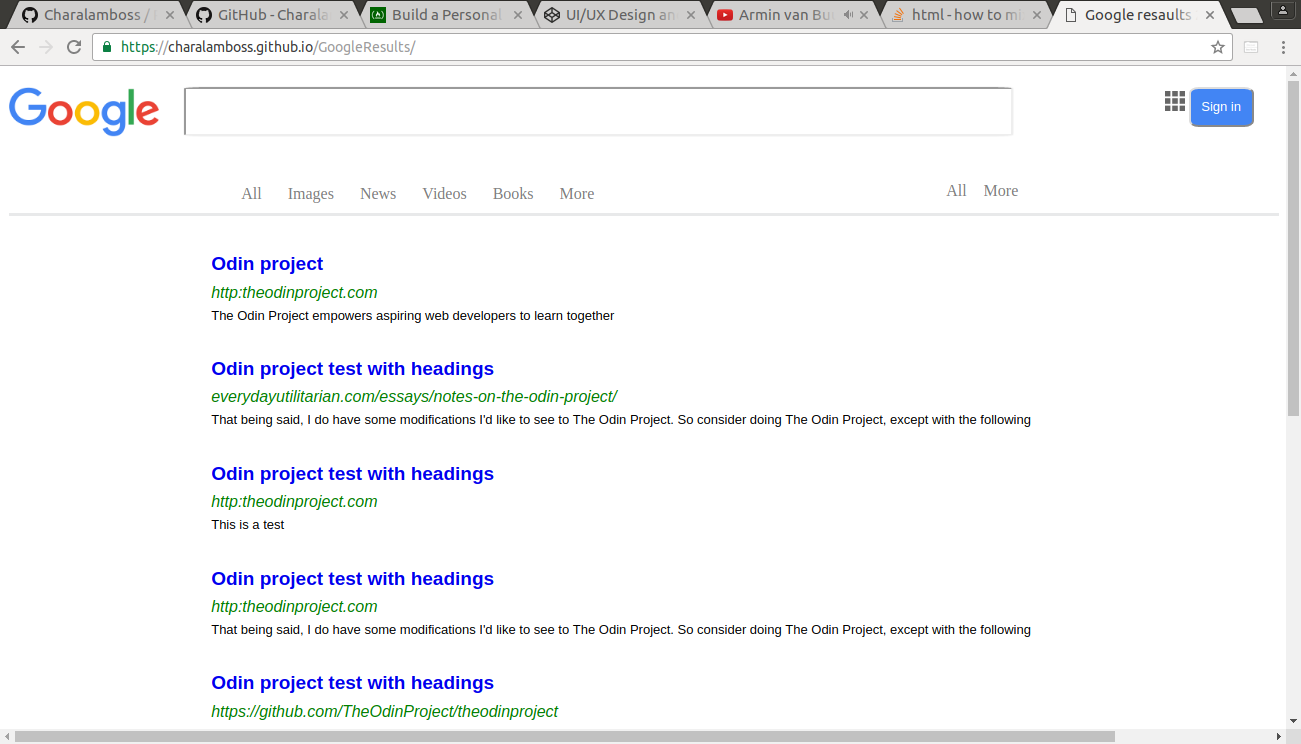 Charalamboss /
GitHub - Charala
Build a Personal
UI/UX Design an
Armin van Bu
html - how to mi
Google resaults
https://charalamboss.github.io/GoogleResults/
Google
Sign in
All Images News Videos Books More
All More
Odin project
http:theodinproject.com
The Odin Project empowers aspiring web developers to learn together
Odin project test with headings
everydayutilitarian.com/essays/notes-on-the-odin-project/
That being said, I do have some modifications I'd like to see to The Odin Project. So consider doing The Odin Project, except with the following
Odin project test with headings
http:theodinproject.com
This is a test
Odin project test with headings
http:theodinproject.com
That being said, I do have some modifications I'd like to see to The Odin Project. So consider doing The Odin Project, except with the following
Odin project test with headings
https://github.com/TheOdinProject/theodinproject